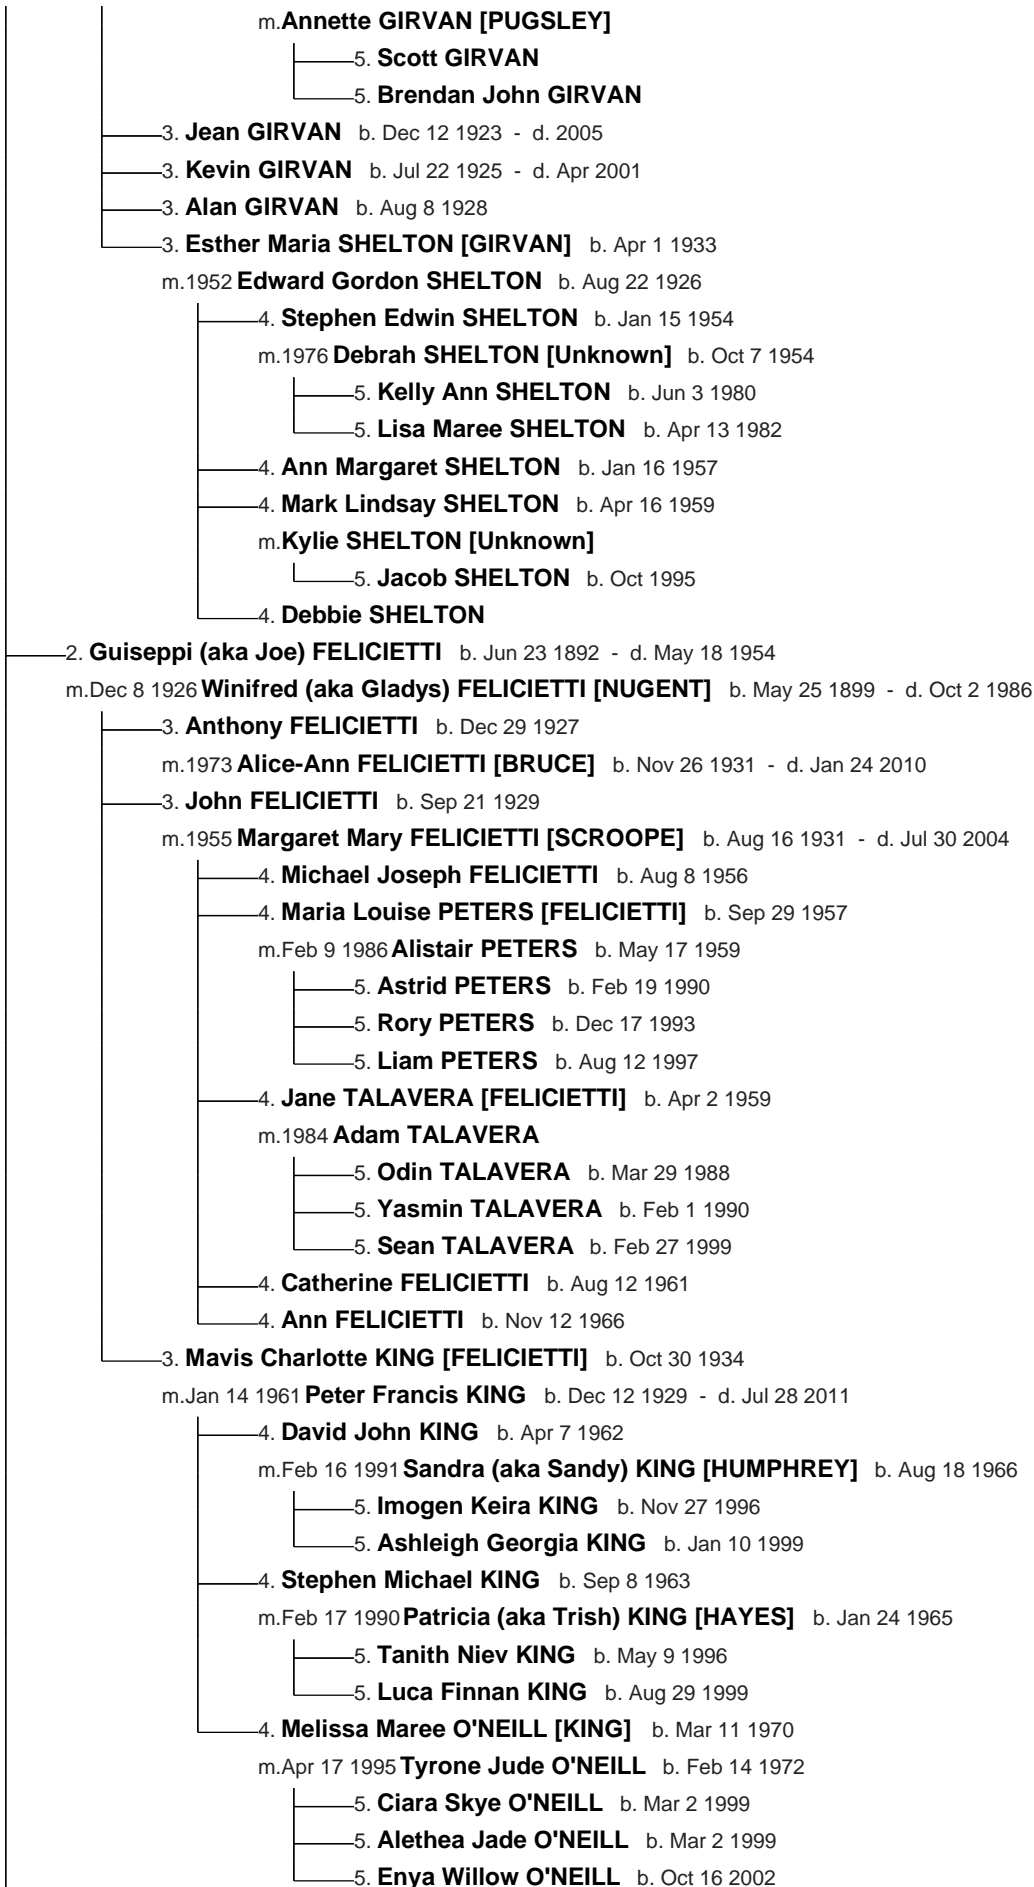 m.Annette GIRVAN [PUGSLEY]
5. Scott GIRVAN
5. Brendan John GIRVAN
3. Jean GIRVAN b. Dec 12 1923 - d. 2005
3. Kevin GIRVAN b. Jul 22 1925 - d. Apr 2001
3. Alan GIRVAN b. Aug 8 1928
3. Esther Maria SHELTON [GIRVAN] b. Apr 1 1933
m.1952 Edward Gordon SHELTON b. Aug 22 1926
4. Stephen Edwin SHELTON b. Jan 15 1954
m.1976 Debrah SHELTON [Unknown] b. Oct 7 1954
5. Kelly Ann SHELTON b. Jun 3 1980
5. Lisa Maree SHELTON b. Apr 13 1982
4. Ann Margaret SHELTON b. Jan 16 1957
4. Mark Lindsay SHELTON b. Apr 16 1959
m.Kylie SHELTON [Unknown]
5. Jacob SHELTON b. Oct 1995
4. Debbie SHELTON
2. Guiseppi (aka Joe) FELICIETTI b. Jun 23 1892 - d. May 18 1954
m.Dec 8 1926 Winifred (aka Gladys) FELICIETTI [NUGENT] b. May 25 1899 - d. Oct 2 1986
3. Anthony FELICIETTI b. Dec 29 1927
m.1973 Alice-Ann FELICIETTI [BRUCE] b. Nov 26 1931 - d. Jan 24 2010
3. John FELICIETTI b. Sep 21 1929
m.1955 Margaret Mary FELICIETTI [SCROOPE] b. Aug 16 1931 - d. Jul 30 2004
4. Michael Joseph FELICIETTI b. Aug 8 1956
4. Maria Louise PETERS [FELICIETTI] b. Sep 29 1957
m.Feb 9 1986 Alistair PETERS b. May 17 1959
5. Astrid PETERS b. Feb 19 1990
5. Rory PETERS b. Dec 17 1993
5. Liam PETERS b. Aug 12 1997
4. Jane TALAVERA [FELICIETTI] b. Apr 2 1959
m.1984 Adam TALAVERA
5. Odin TALAVERA b. Mar 29 1988
5. Yasmin TALAVERA b. Feb 1 1990
5. Sean TALAVERA b. Feb 27 1999
4. Catherine FELICIETTI b. Aug 12 1961
4. Ann FELICIETTI b. Nov 12 1966
3. Mavis Charlotte KING [FELICIETTI] b. Oct 30 1934
m.Jan 14 1961 Peter Francis KING b. Dec 12 1929 - d. Jul 28 2011
4. David John KING b. Apr 7 1962
m.Feb 16 1991 Sandra (aka Sandy) KING [HUMPHREY] b. Aug 18 1966
5. Imogen Keira KING b. Nov 27 1996
5. Ashleigh Georgia KING b. Jan 10 1999
4. Stephen Michael KING b. Sep 8 1963
m.Feb 17 1990 Patricia (aka Trish) KING [HAYES] b. Jan 24 1965
5. Tanith Niev KING b. May 9 1996
5. Luca Finnan KING b. Aug 29 1999
4. Melissa Maree O'NEILL [KING] b. Mar 11 1970
m.Apr 17 1995 Tyrone Jude O'NEILL b. Feb 14 1972
5. Ciara Skye O'NEILL b. Mar 2 1999
5. Alethea Jade O'NEILL b. Mar 2 1999
5. Enya Willow O'NEILL b. Oct 16 2002